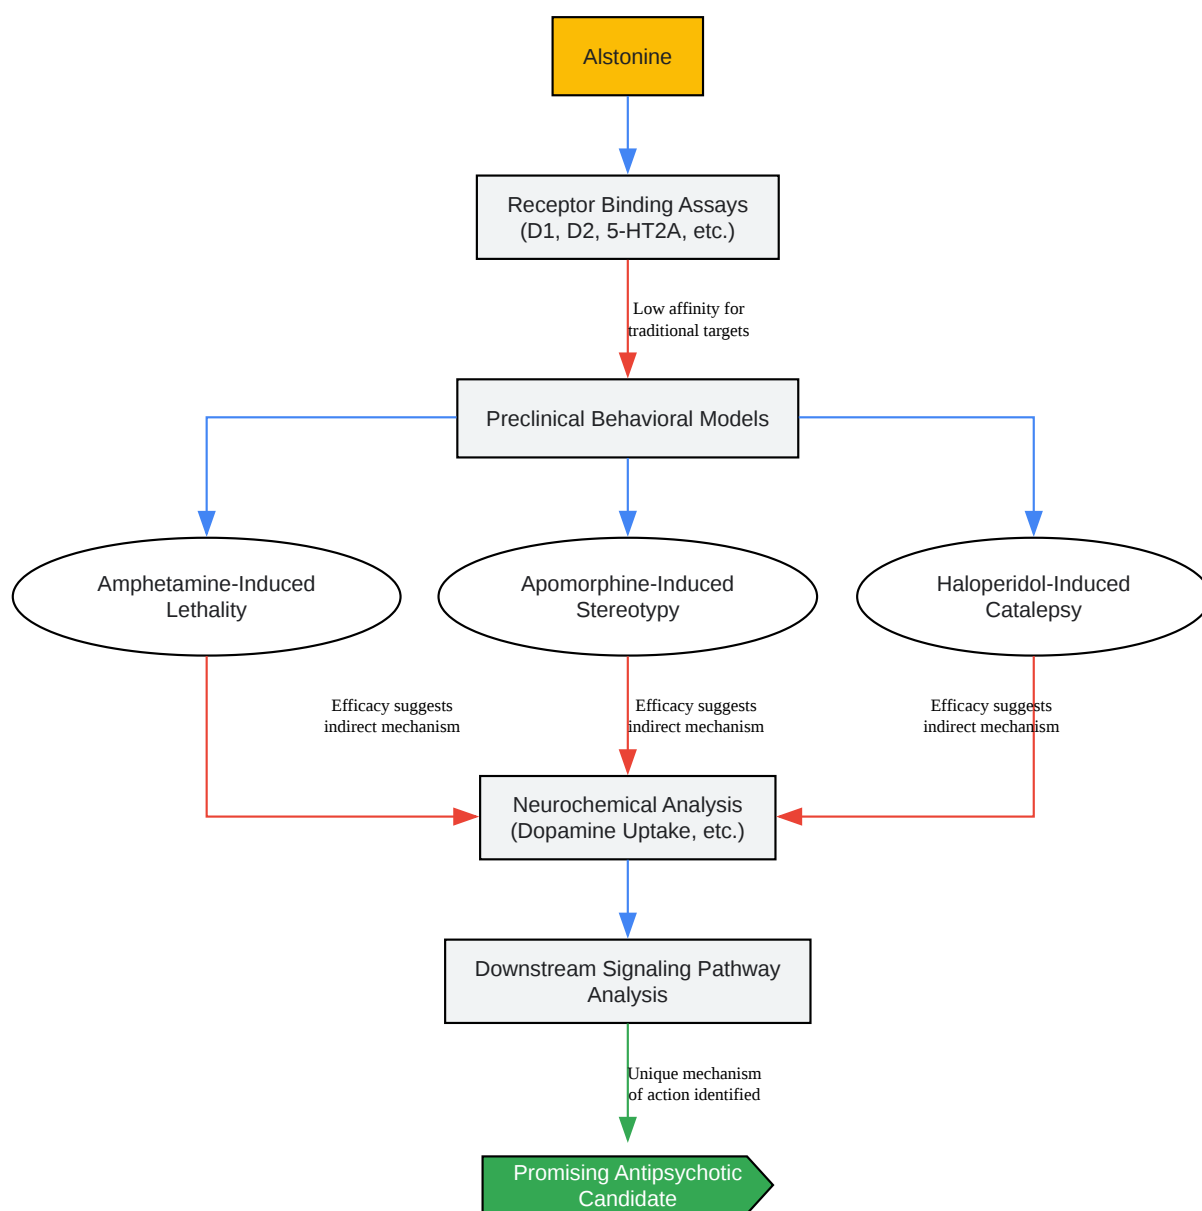 Alstonine
Receptor Binding Assays
(D1, D2, 5-HT2A, etc.)
Low affinity for
traditional targets
Preclinical Behavioral Models
Amphetamine-Induced
Lethality
Apomorphine-Induced
Stereotypy
Haloperidol-Induced
Catalepsy
Efficacy suggests
indirect mechanism
Efficacy suggests
indirect mechanism
Efficacy suggests
indirect mechanism
Neurochemical Analysis
(Dopamine Uptake, etc.)
Downstream Signaling Pathway
Analysis
Unique mechanism
of action identified
Promising Antipsychotic
Candidate